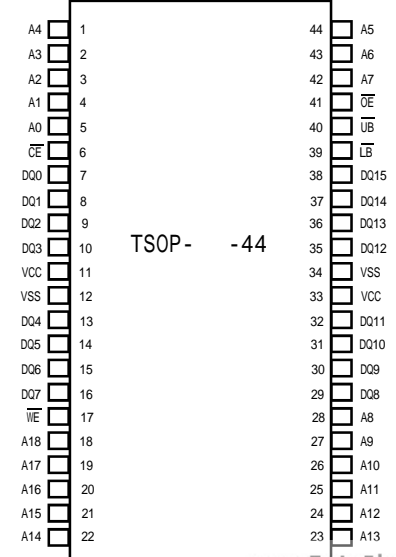 A4 1 44 A5
A3 2 43 A6
A2 3 42 A7
A1 4 41 OE
A0 5 40 UB
CE 6 39 LB
DQ0 7 38 DQ15
DQ1 8 37 DQ14
DQ2 9 36 DQ13
DQ3 10 TSOP- -44 35 DQ12
VCC 11 34 VSS
VSS 12 33 VCC
DQ4 13 32 DQ11
DQ5 14 31 DQ10
DQ6 15 30 DQ9
DQ7 16 29 DQ8
WE 17 28 A8
A18 18 27 A9
A17 19 26 A10
A16 20 25 A11
A15 21 24 A12
A14 22 23 A13